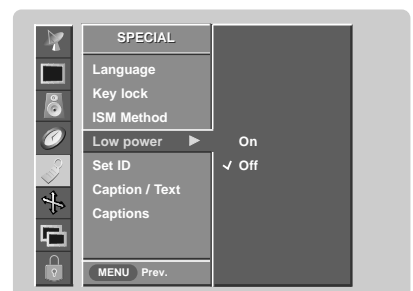 SPECIAL
Language
Key lock
ISM Method
Low power ▶ On
Set ID ✓ Off
Caption / Text
Captions
MENU Prev.